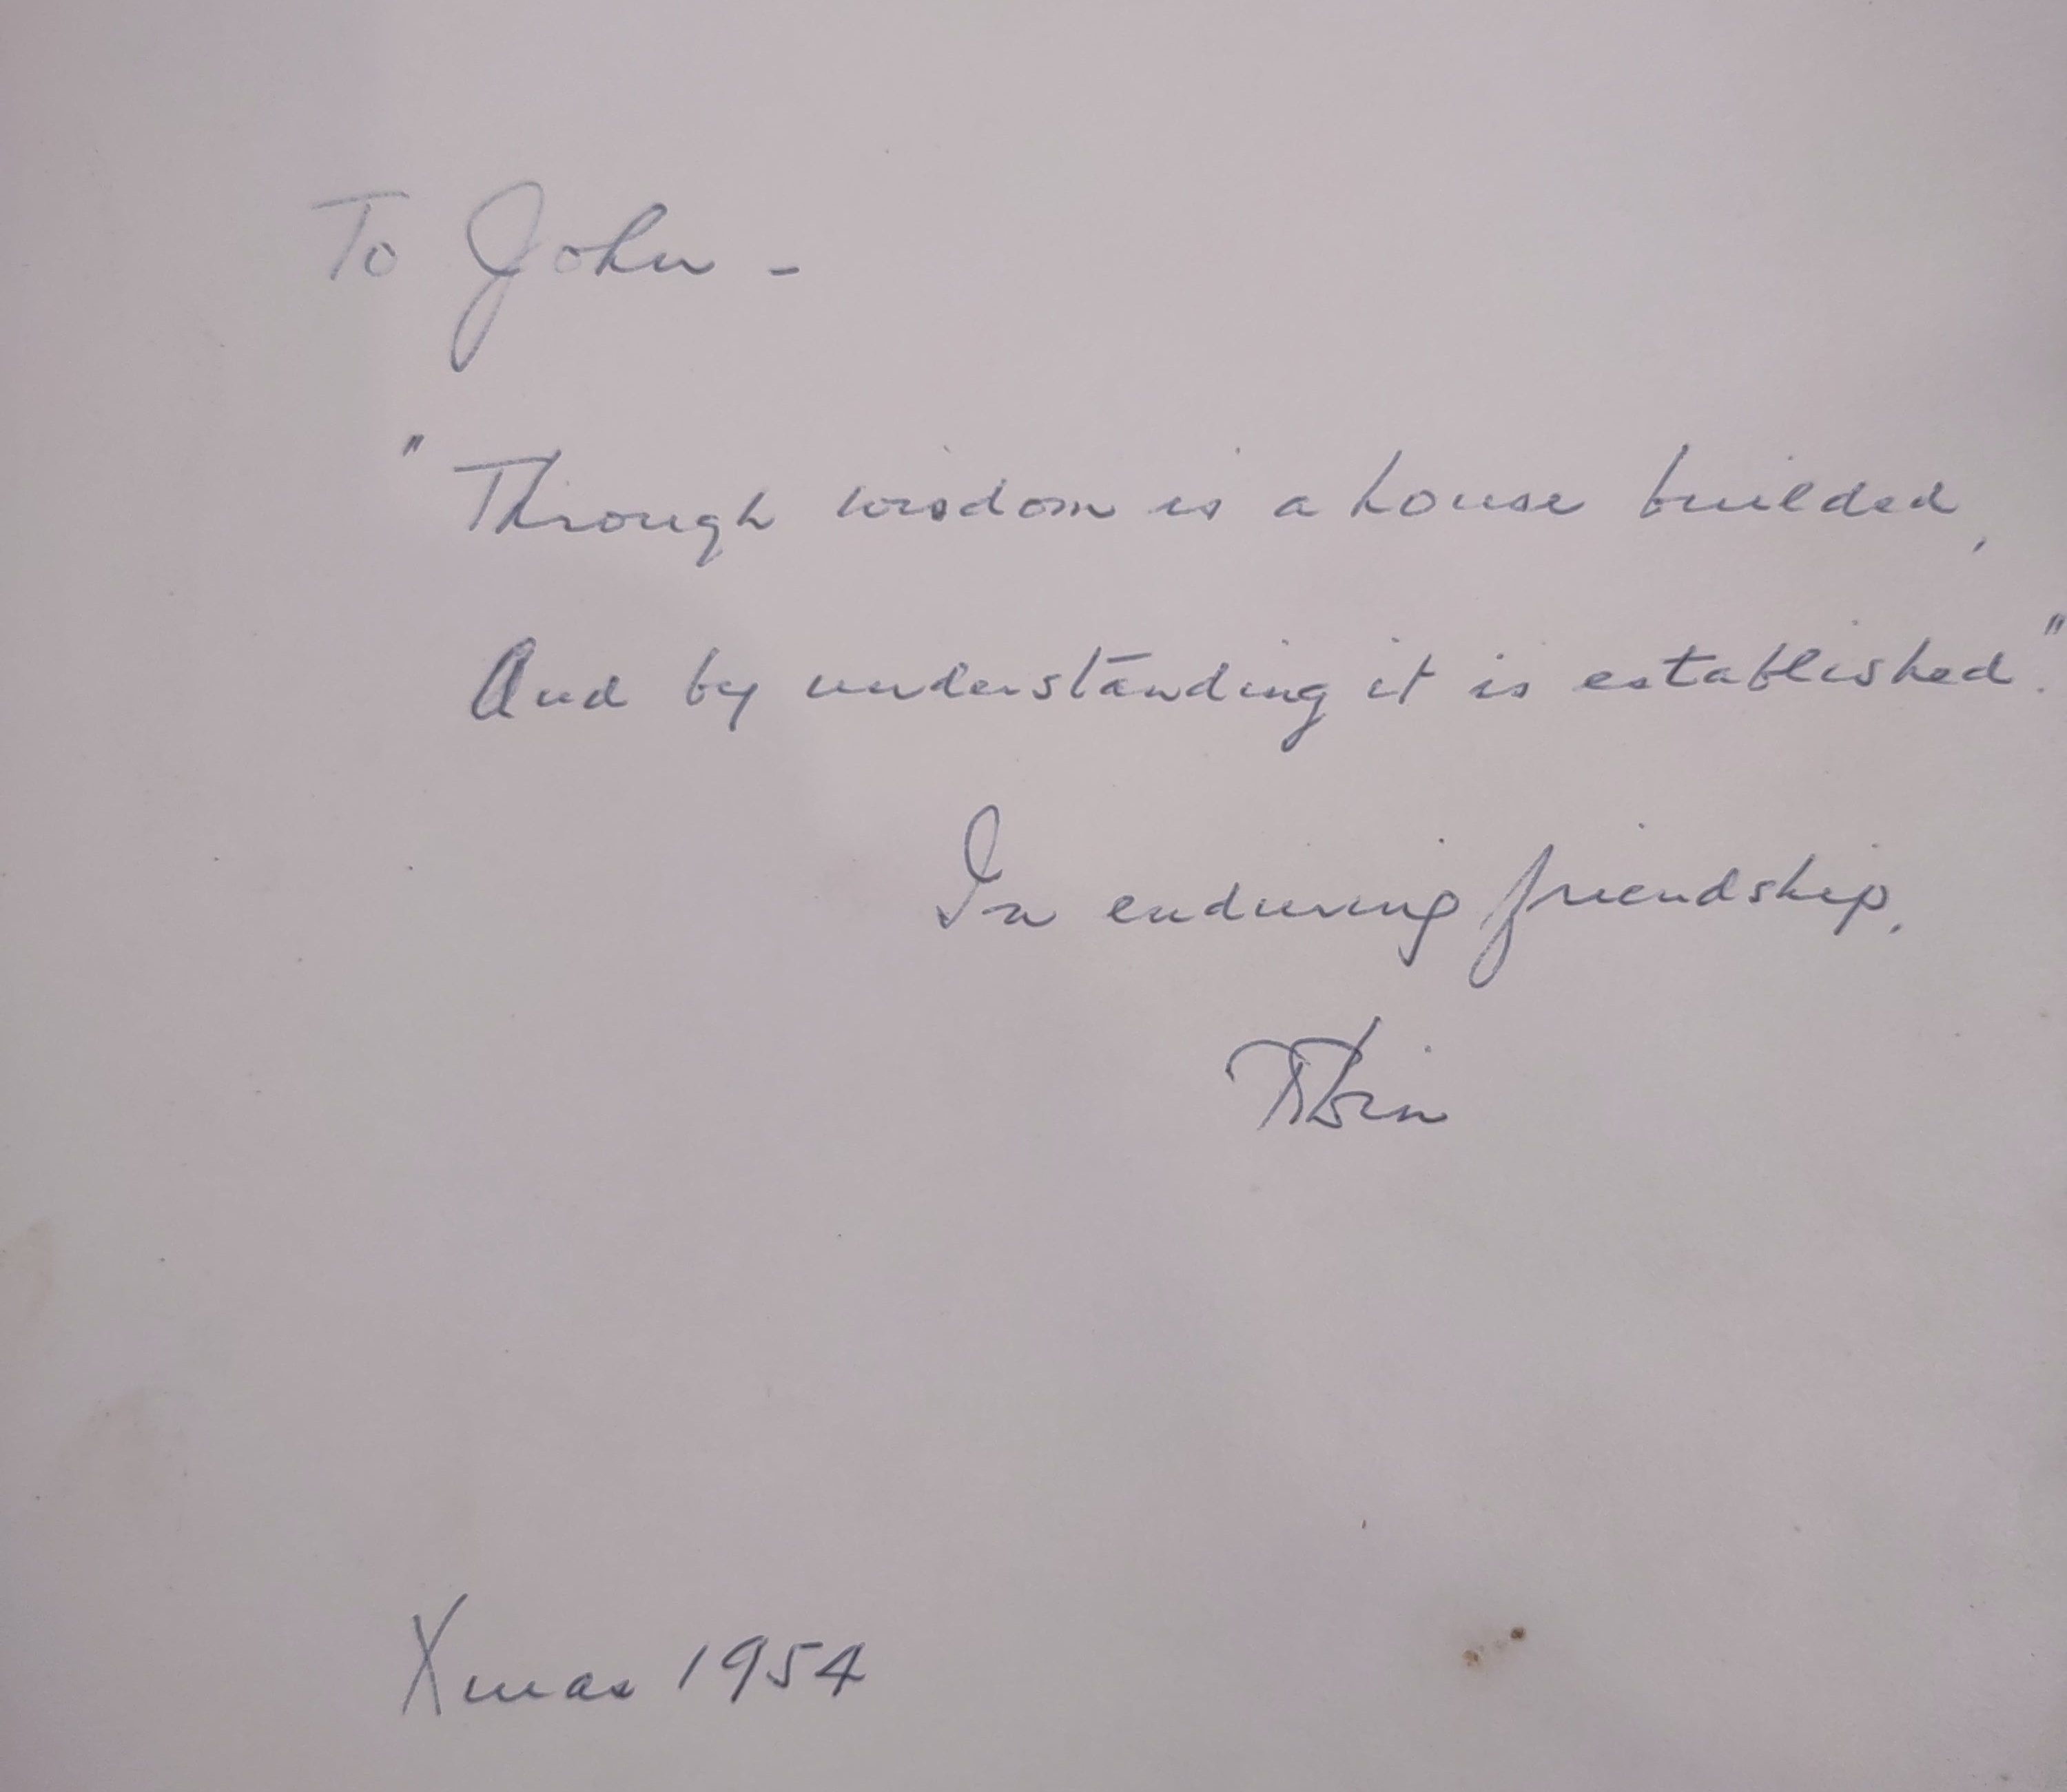 To John -
"Through wisdom is a house builded,
And by understanding it is established."
In enduring friendship,
Xmas 1954